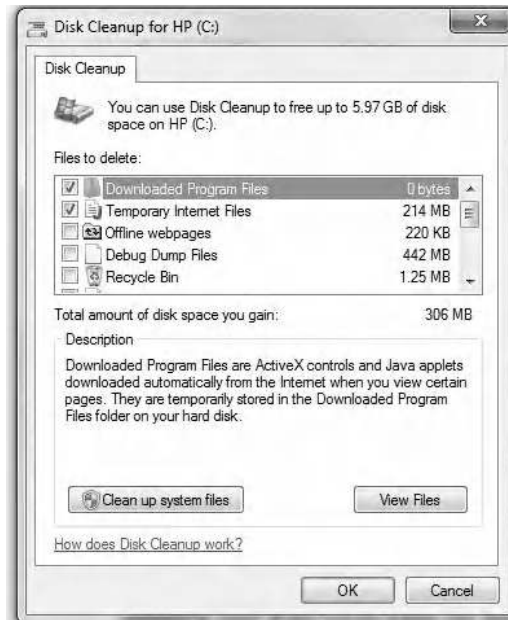 Disk Cleanup for HP (C:)
Disk Cleanup
You can use Disk Cleanup to free up to 5.97 GB of disk
space on HP (C:).
Files to delete:
Downloaded Program Files 0 bytes
Temporary Internet Files 214 MB
Offline webpages 220 KB
Debug Dump Files 442 MB
Recycle Bin 1.25 MB
Total amount of disk space you gain: 306 MB
Description
Downloaded Program Files are ActiveX controls and Java applets
downloaded automatically from the Internet when you view certain
pages. They are temporarily stored in the Downloaded Program
Files folder on your hard disk.
Clean up system files View Files
How does Disk Cleanup work?
OK Cancel